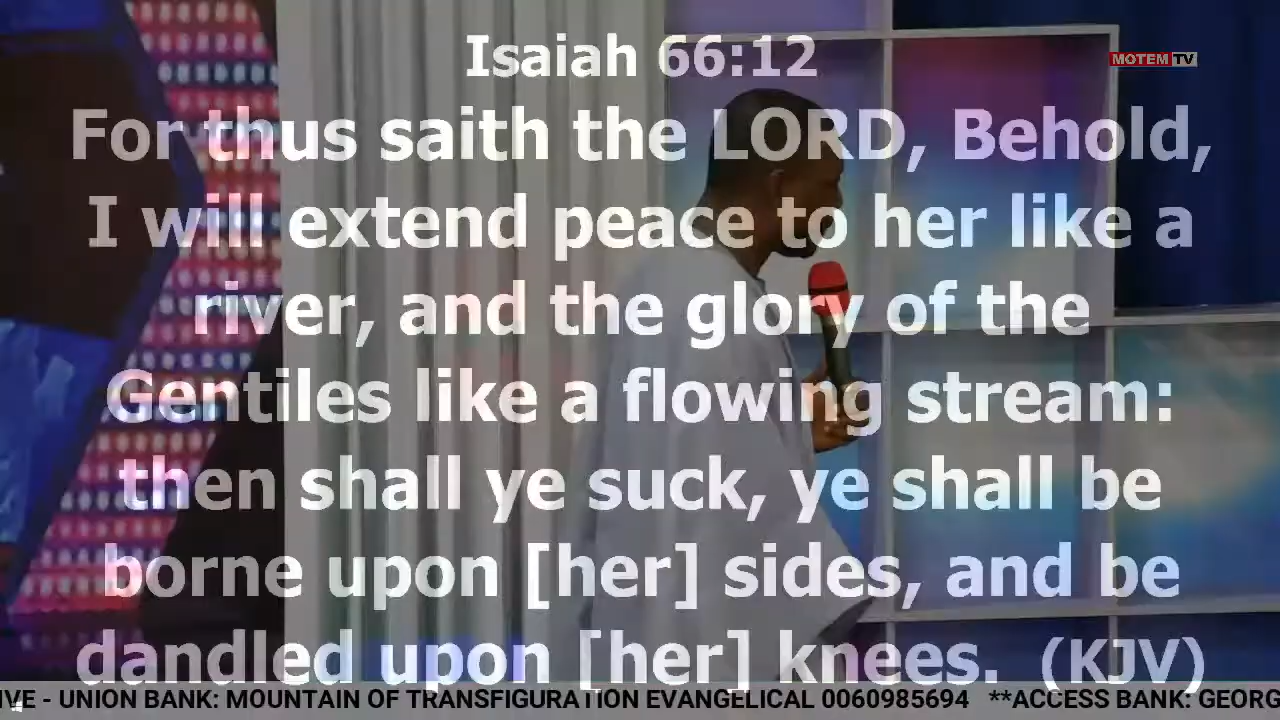 Isaiah 66:12
MOTEM TV
For thus saith the LORD, Behold,
I will extend peace to her like a
river, and the glory of the
Gentiles like a flowing stream:
then shall ye suck, ye shall be
borne upon [her] sides, and be
dandled upon [her] knees. (KJV)
IVE - UNION BANK: MOUNTAIN OF TRANSFIGURATION EVANGELICAL 0060985694 **ACCESS BANK: GEORG